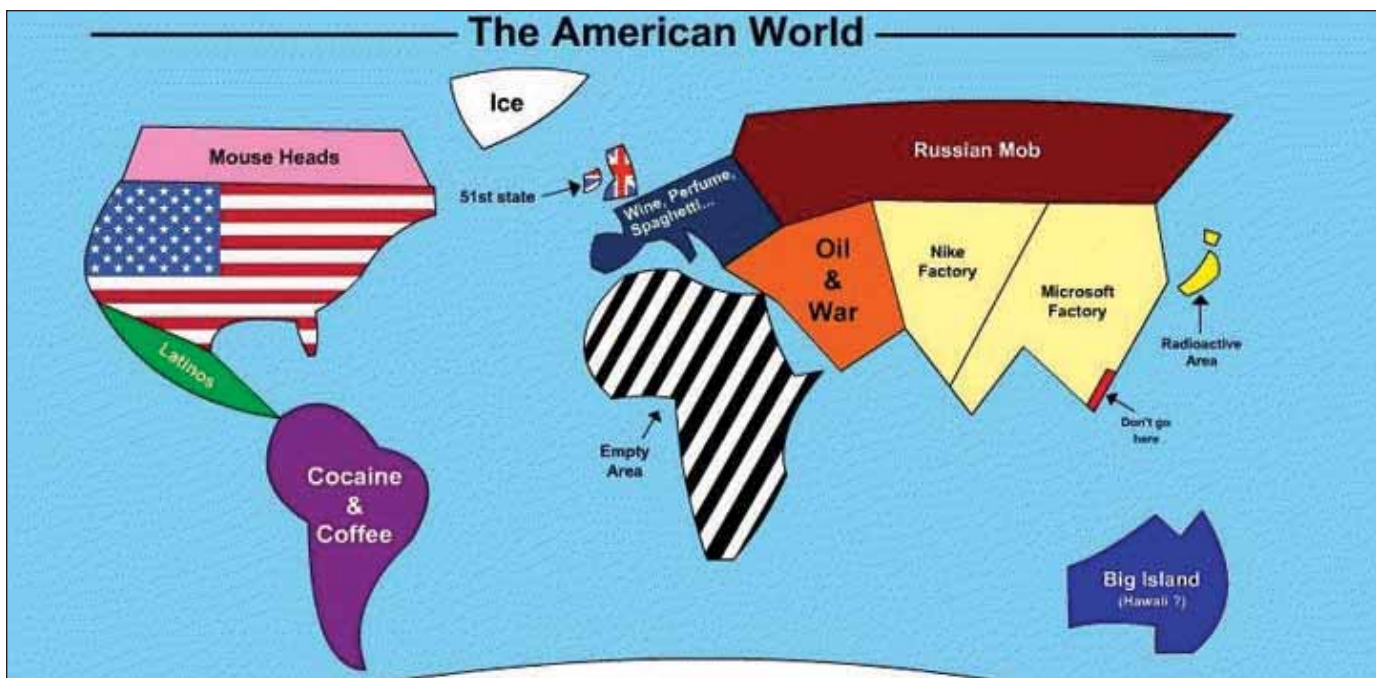 The American World
Ice
Mouse Heads
Russian Mob
51st state
Wine, Perfume,
Spaghetti...
Oil
&
War
Nike
Factory
Microsoft
Factory
Radioactive
Area
Latinos
Don't go
here
Empty
Area
Cocaine
&
Coffee
Big Island
(Hawaii ?)